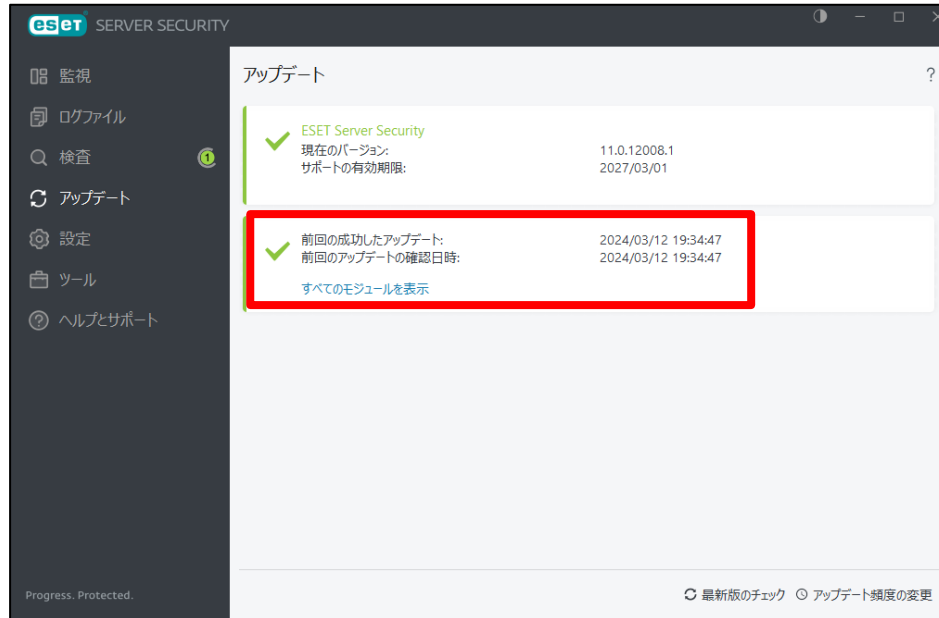 eset SERVER SECURITY
監視
ログファイル
検査 1
アップデート
設定
ツール
ヘルプとサポート
Progress. Protected.
アップデート ?
ESET Server Security
現在のバージョン: 11.0.12008.1
サポートの有効期限: 2027/03/01
前回の成功したアップデート: 2024/03/12 19:34:47
前回のアップデートの確認日時: 2024/03/12 19:34:47
すべてのモジュールを表示
最新版のチェック アップデート頻度の変更